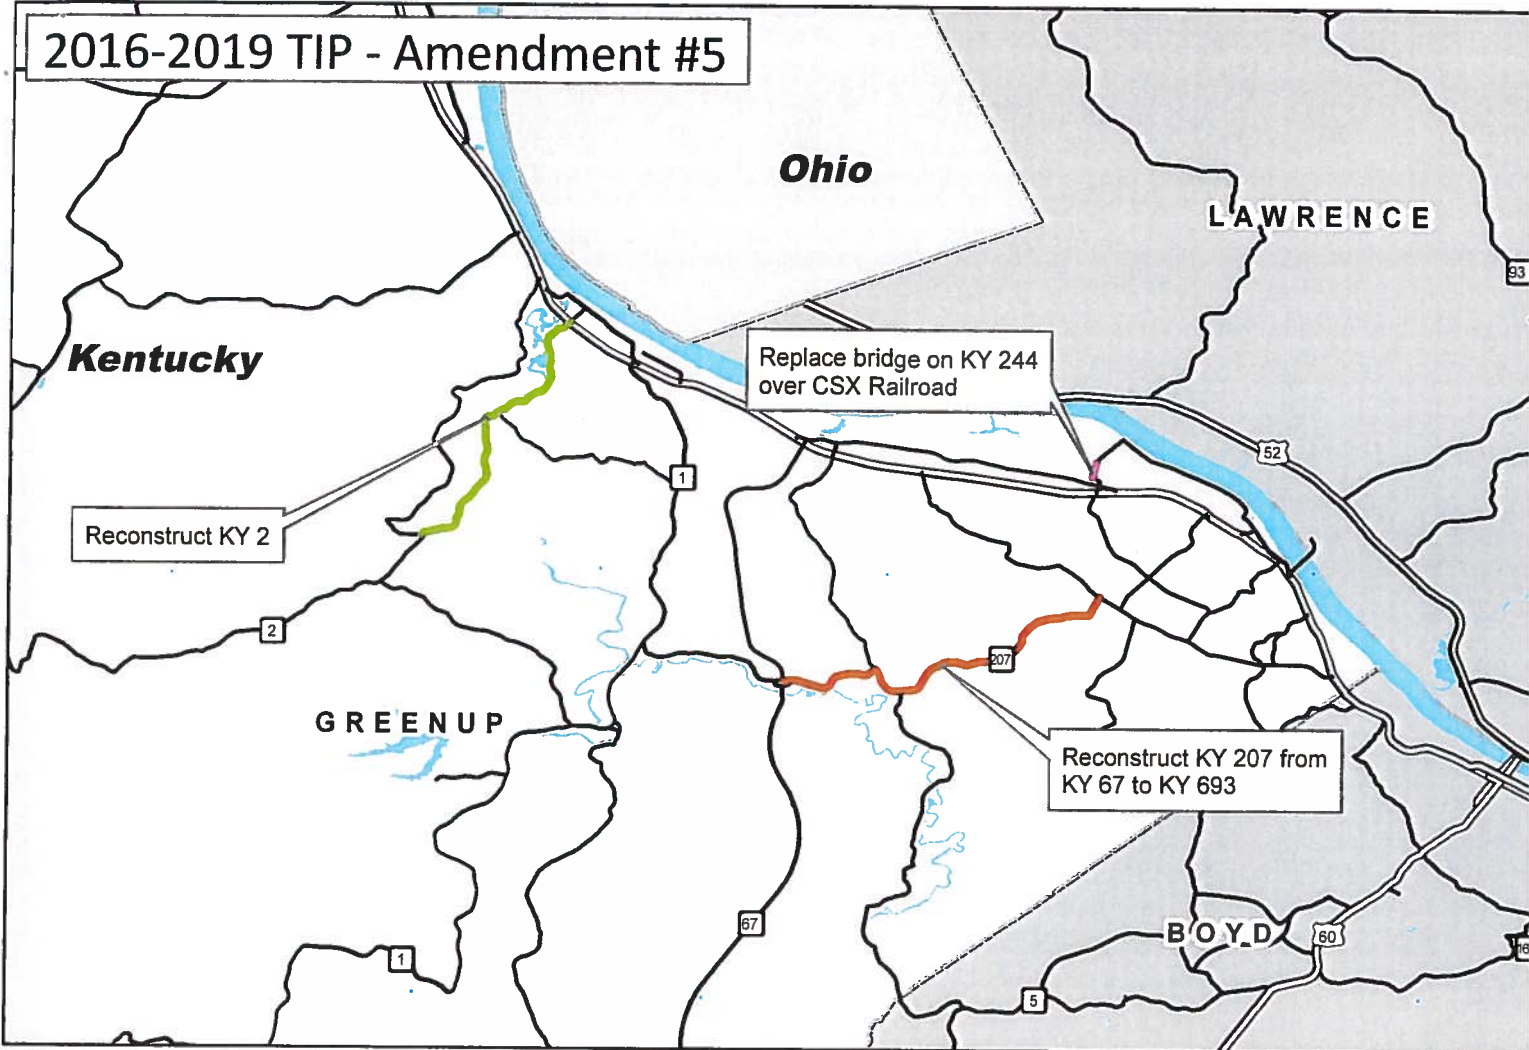 2016-2019 TIP - Amendment #5
Ohio
LAWRENCE
93
Kentucky
Replace bridge on KY 244
over CSX Railroad
52
1
Reconstruct KY 2
2
207
GREENUP
Reconstruct KY 207 from
KY 67 to KY 693
67
BOYD
60
16
1
5